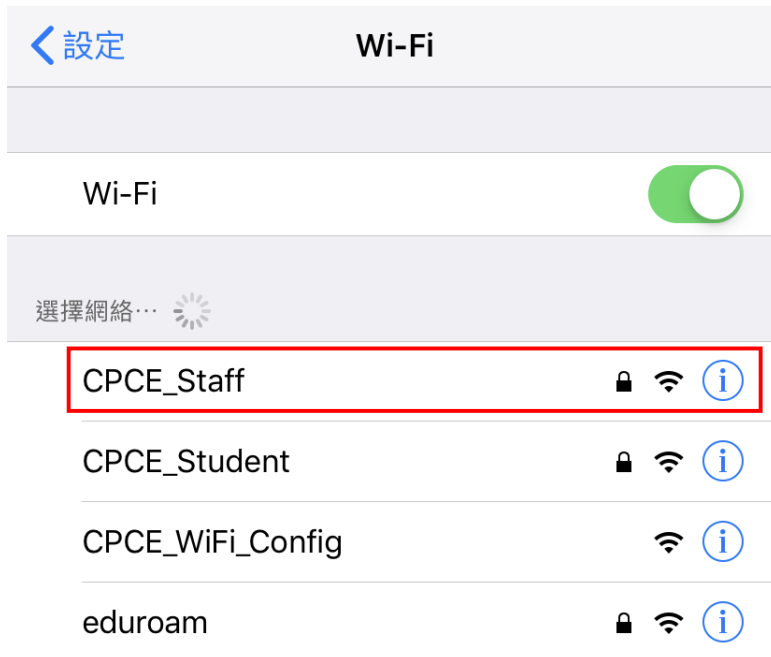 設定
Wi-Fi
Wi-Fi
選擇網絡⋯
CPCE_Staff
CPCE_Student
CPCE_WiFi_Config
eduroam